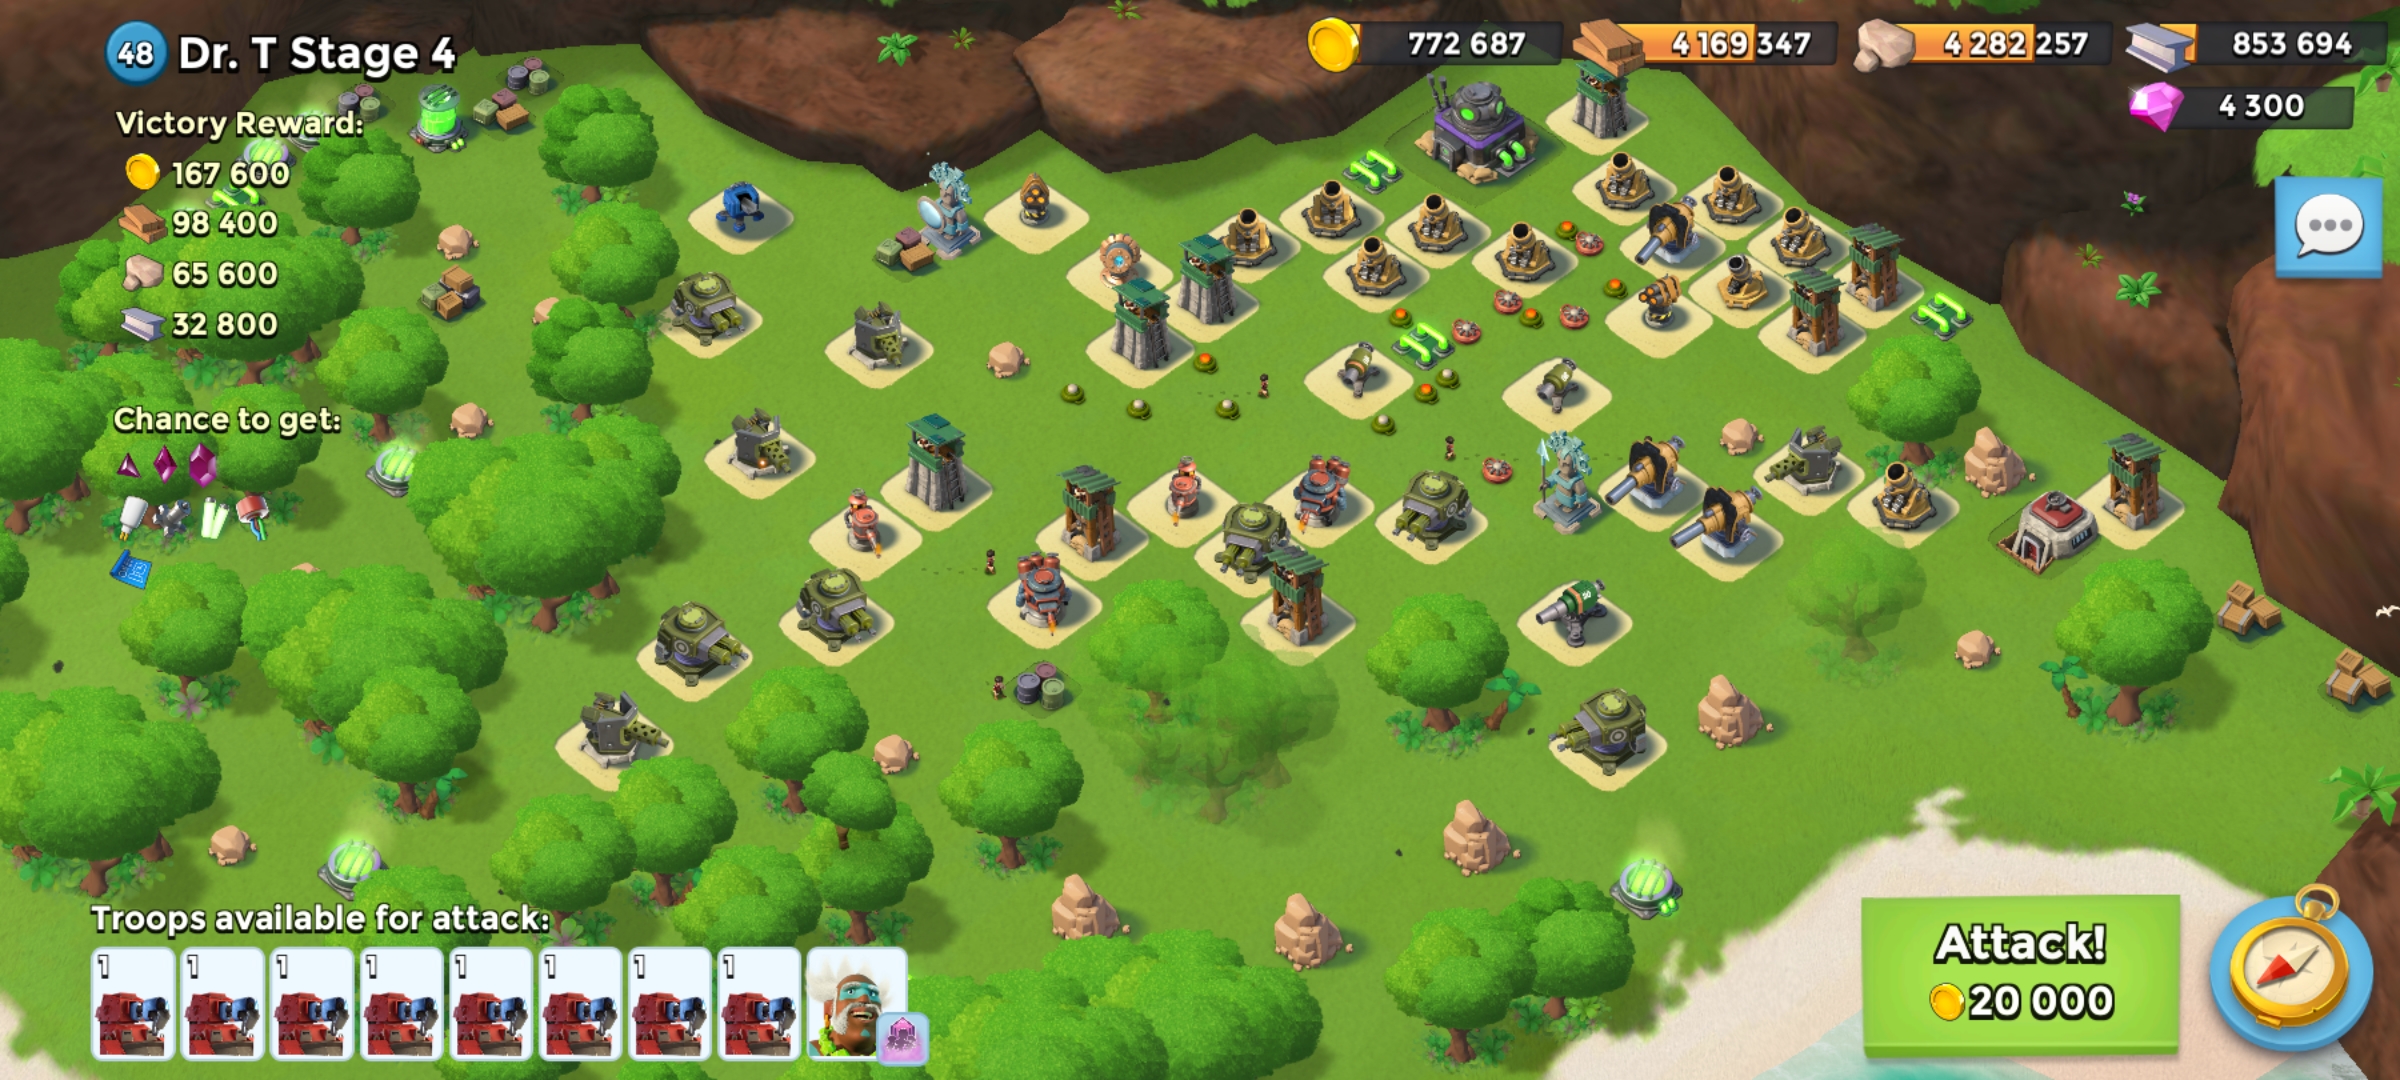 48 Dr. T Stage 4
772 687
4 169 347
4 282 257
853 694
4 300
Victory Reward:
167 600
98 400
65 600
32 800
Chance to get:
Troops available for attack:
1 1 1 1 1 1 1 1
Attack!
20 000